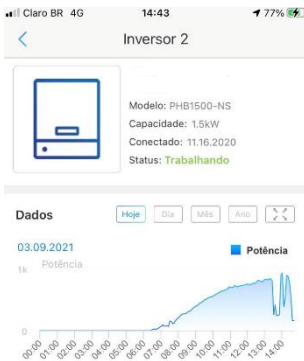 Claro BR 4G 14:43 77%
Inversor 2
Modelo: PHB1500-NS
Capacidade: 1.5kW
Conectado: 11.16.2020
Status: Trabalhando
Dados Hoje Dia Mês Ano
03.09.2021 Potência
Potência
1k
0
00:00 01:00 02:00 03:00 04:00 05:00 06:00 07:00 08:00 09:00 10:00 11:00 12:00 13:00 14:00